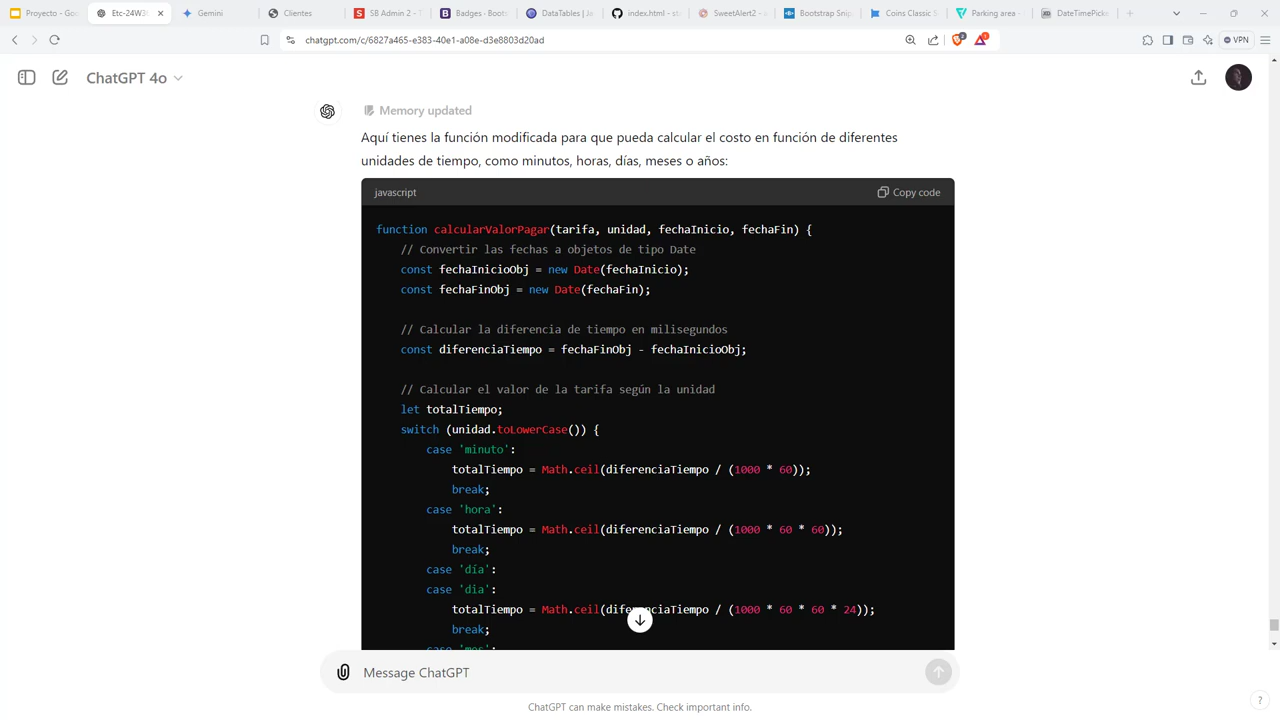 Proyecto - Goo
Etc-24W3
Gemini
Clientes
SB Admin 2 - T
Badges · Boots
DataTables | Ja
index.html - sta
SweetAlert2 - a
Bootstrap Snip
Coins Classic S
Parking area -
DateTimePicke
chatgpt.com/c/6827a465-e383-40e1-a08e-d3e8803d20ad
VPN
ChatGPT 4o
Memory updated
Aquí tienes la función modificada para que pueda calcular el costo en función de diferentes
unidades de tiempo, como minutos, horas, días, meses o años:
javascript
Copy code
function calcularValorPagar(tarifa, unidad, fechaInicio, fechaFin) {
// Convertir las fechas a objetos de tipo Date
const fechaInicioObj = new Date(fechaInicio);
const fechaFinObj = new Date(fechaFin);
// Calcular la diferencia de tiempo en milisegundos
const diferenciaTiempo = fechaFinObj - fechaInicioObj;
// Calcular el valor de la tarifa según la unidad
let totalTiempo;
switch (unidad.toLowerCase()) {
case 'minuto':
totalTiempo = Math.ceil(diferenciaTiempo / (1000 * 60));
break;
case 'hora':
totalTiempo = Math.ceil(diferenciaTiempo / (1000 * 60 * 60));
break;
case 'día':
case 'dia':
totalTiempo = Math.ceil(diferenciaTiempo / (1000 * 60 * 60 * 24));
break;
case 'mes':
Message ChatGPT
ChatGPT can make mistakes. Check important info.
?